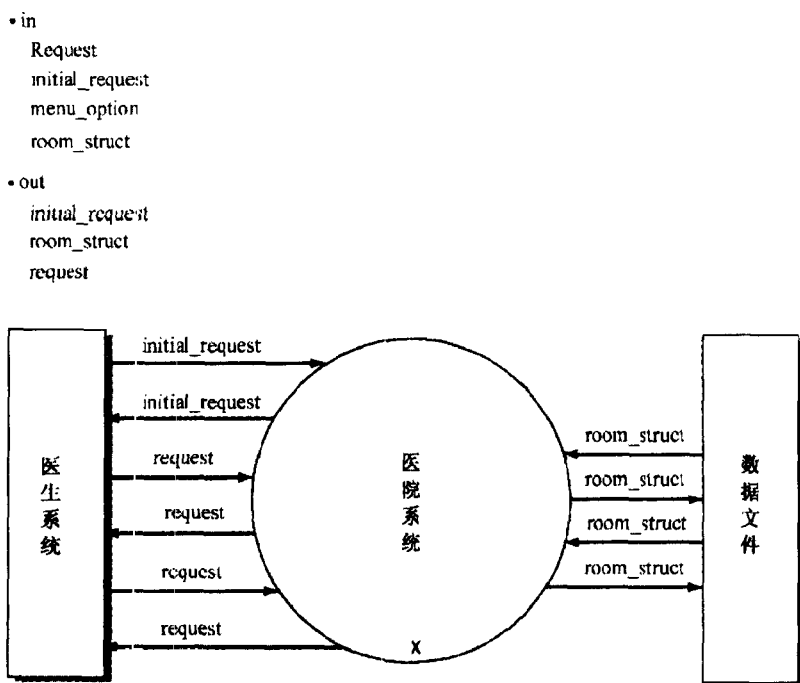 • in
Request
initial_request
menu_option
room_struct
• out
initial_request
room_struct
request
initial_request
initial_request
request
request
request
request
医生系统
医院系统
X
room_struct
room_struct
room_struct
room_struct
数据文件